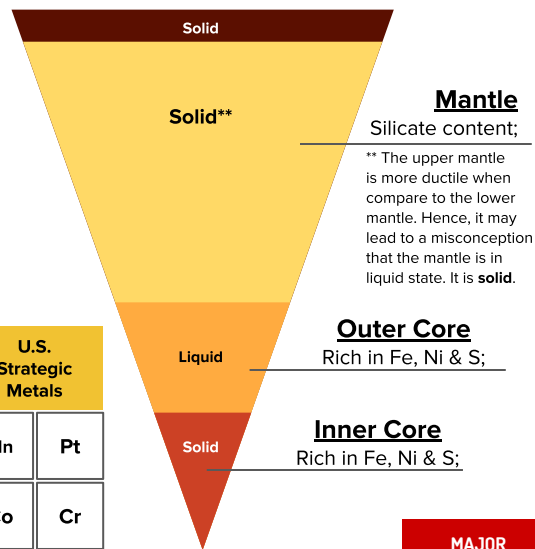 Solid
Solid**
Mantle
Silicate content;
** The upper mantle
is more ductile when
compare to the lower
mantle. Hence, it may
lead to a misconception
that the mantle is in
liquid state. It is solid.
Outer Core
Rich in Fe, Ni & S;
Liquid
Inner Core
Rich in Fe, Ni & S;
Solid
U.S.
Strategic
Metals
Pt
Cr
MAJOR